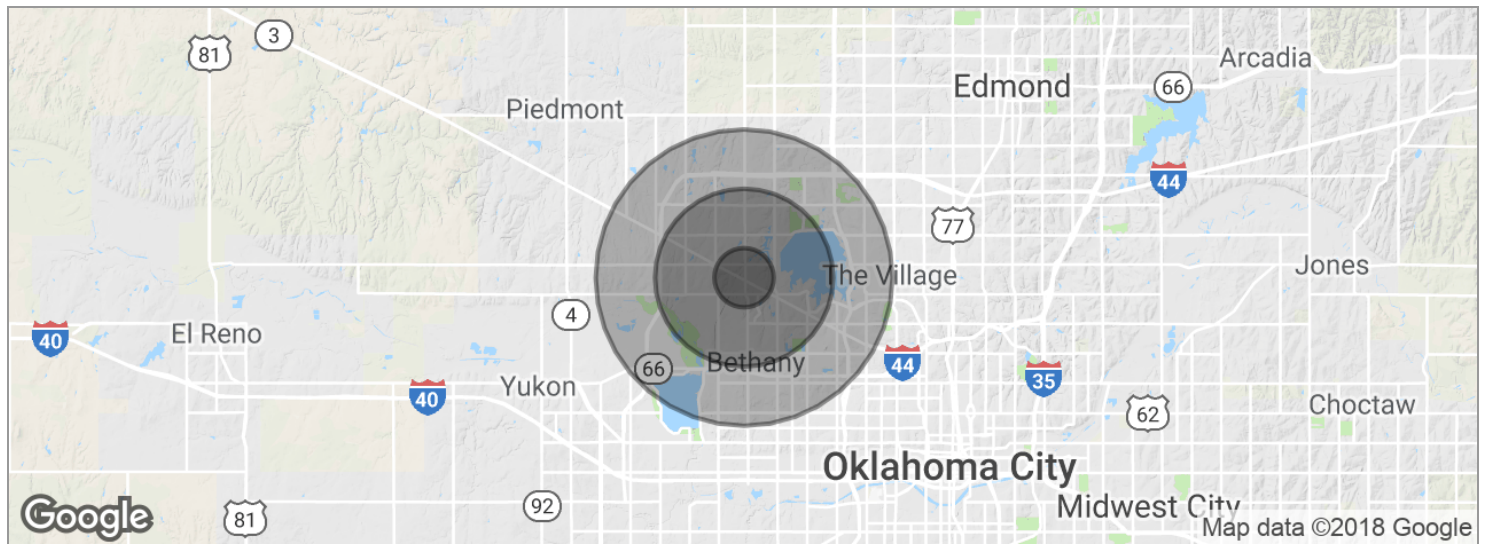 3
81
Arcadia
Edmond
66
Piedmont
44
77
The Village
Jones
4
40
El Reno
Bethany
66
44
35
Yukon
40
62
Choctaw
Oklahoma City
92
Midwest City
81
Google
Map data ©2018 Google